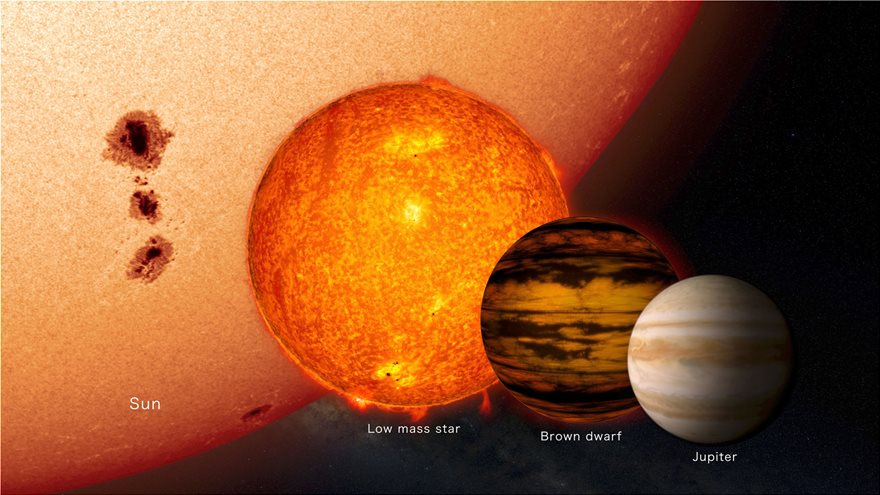 Sun
Low mass star
Brown dwarf
Jupiter